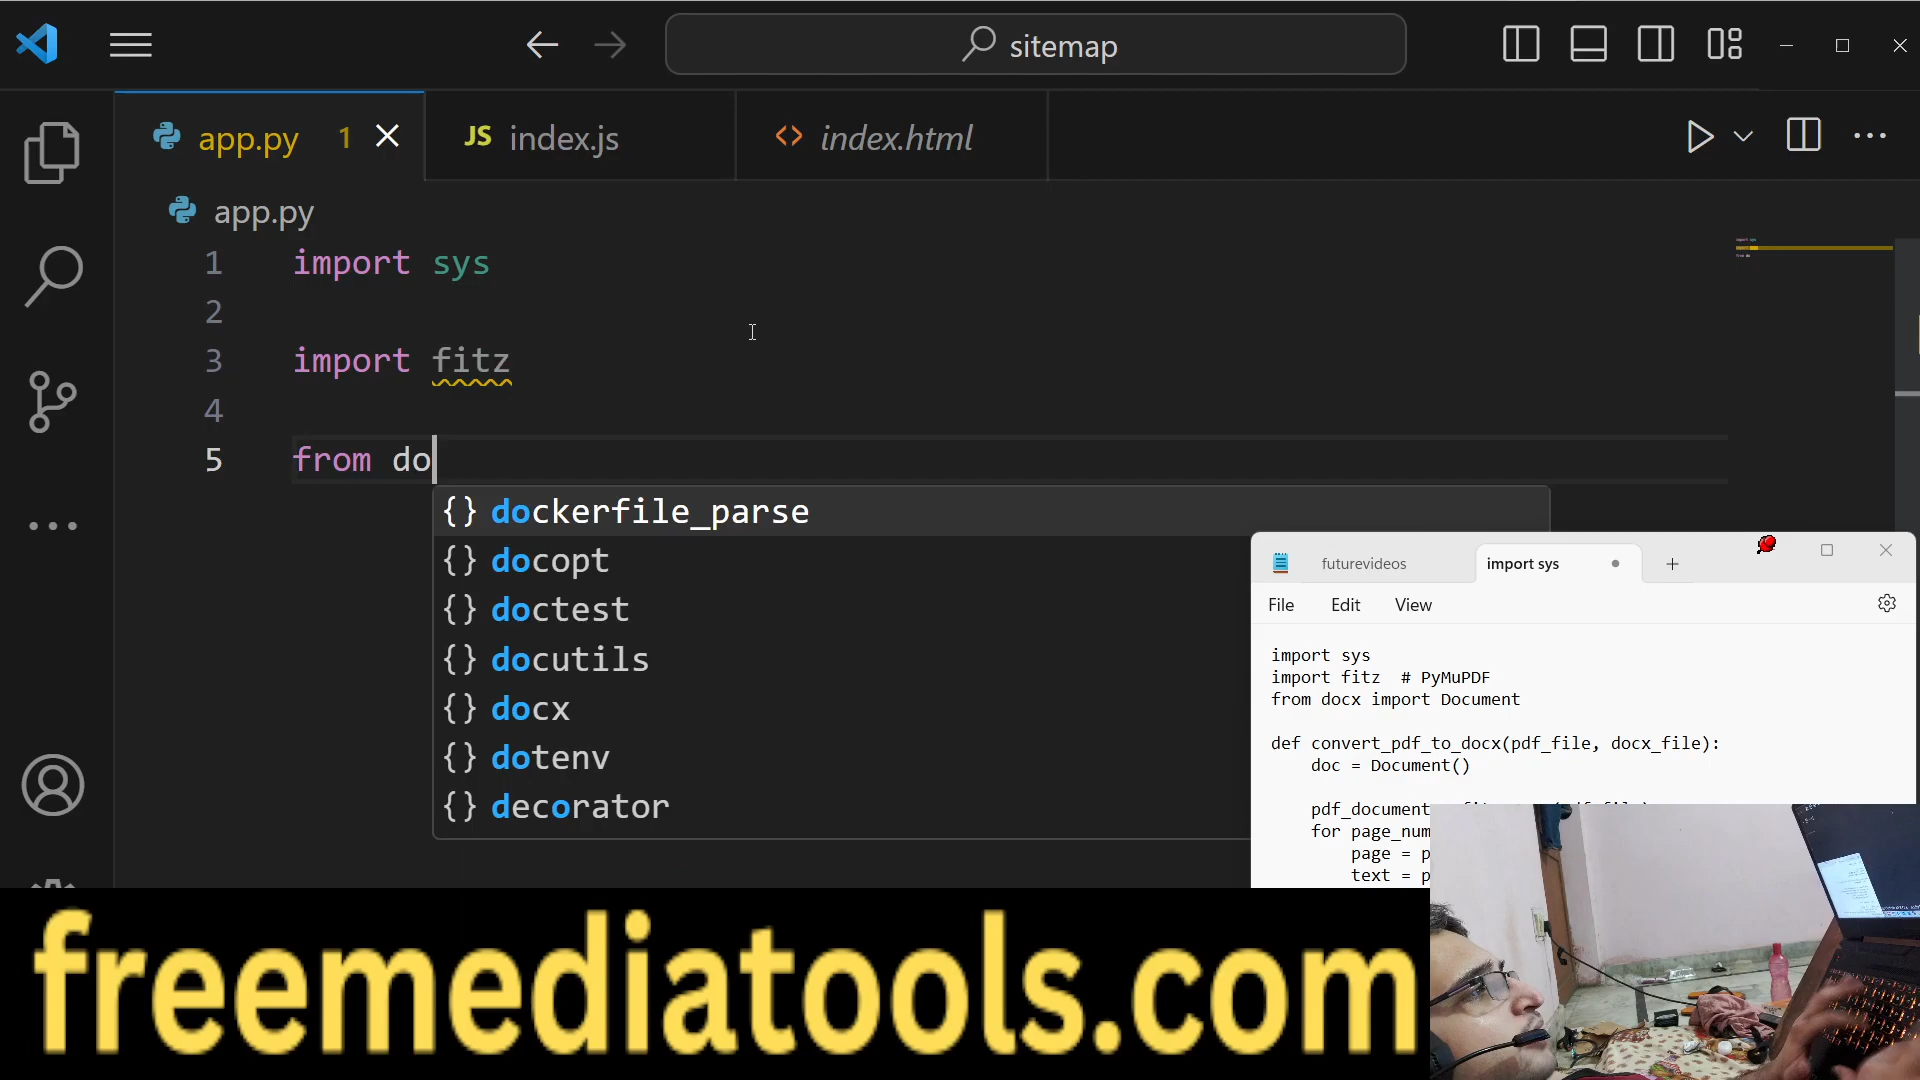 sitemap
app.py 1
JS index.js
<> index.html
app.py
1 import sys
2
3 import fitz
4
5 from do
{} dockerfile_parse
{} docopt
{} doctest
{} docutils
{} docx
{} dotenv
{} decorator
futurevideos
import sys
File Edit View
import sys
import fitz # PyMuPDF
from docx import Document
def convert_pdf_to_docx(pdf_file, docx_file):
doc = Document()
pdf_document
for page_num
page = p
text = p
freemediatools.com